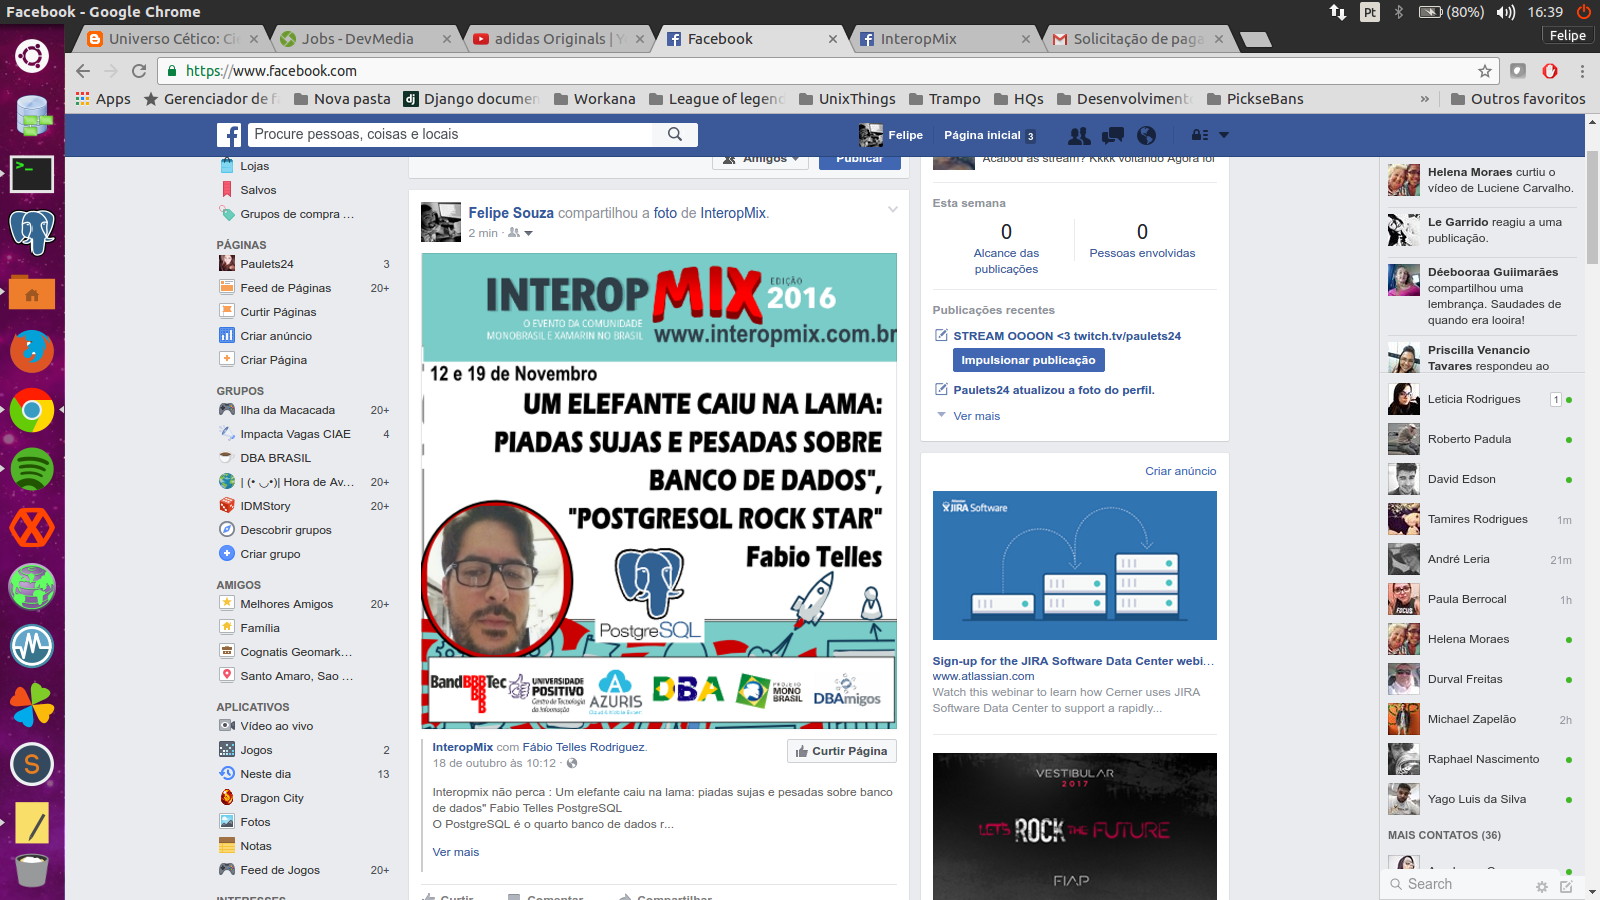 Facebook - Google Chrome
Pt
(80%)
16:39
Universo Cético: Ci
Jobs - DevMedia
adidas Originals | Y
Facebook
InteropMix
Solicitação de paga
Felipe
https://www.facebook.com
Apps
Gerenciador de f
Nova pasta
Django documen
Workana
League of legend
UnixThings
Trampo
HQs
Desenvolviment
PickseBans
»
Outros favoritos
Procure pessoas, coisas e locais
Felipe
Página inicial 3
Lojas
Salvos
Grupos de compra ...
PÁGINAS
Paulets24 3
Feed de Páginas 20+
Curtir Páginas
Criar anúncio
Criar Página
GRUPOS
Ilha da Macacada 20+
Impacta Vagas CIAE 4
DBA BRASIL
| (• ◡•)| Hora de Av... 20+
IDMStory 20+
Descobrir grupos
Criar grupo
AMIGOS
Melhores Amigos 20+
Família
Cognatis Geomark...
Santo Amaro, Sao ...
APLICATIVOS
Vídeo ao vivo
Jogos 2
Neste dia 13
Dragon City
Fotos
Notas
Feed de Jogos 20+
INTERESSES
Amigos
Publicar
Felipe Souza compartilhou a foto de InteropMix.
2 min ·
INTEROP MIX EDIÇÃO 2016
O EVENTO DA COMUNIDADE
MONOBRASIL E XAMARIN NO BRASIL
www.interopmix.com.br
12 e 19 de Novembro
UM ELEFANTE CAIU NA LAMA:
PIADAS SUJAS E PESADAS SOBRE
BANCO DE DADOS",
"POSTGRESQL ROCK STAR"
Fabio Telles
PostgreSQL
BandTec
UNIVERSIDADE POSITIVO
Centro de Tecnologia da Informação
AZURIS
DBA
PROJETO MONO BRASIL
DBAmigos
InteropMix com Fábio Telles Rodriguez.
18 de outubro às 10:12 ·
Curtir Página
Interopmix não perca : Um elefante caiu na lama: piadas sujas e pesadas sobre banco
de dados" Fabio Telles PostgreSQL
O PostgreSQL é o quarto banco de dados r...
Ver mais
Curtir
Comentar
Compartilhar
Acabou as stream? Kkkk voltando Agora lol
Esta semana
0
Alcance das
publicações
0
Pessoas envolvidas
Publicações recentes
STREAM OOOON <3 twitch.tv/paulets24
Impulsionar publicação
Paulets24 atualizou a foto do perfil.
Ver mais
Criar anúncio
JIRA Software
Sign-up for the JIRA Software Data Center webi...
www.atlassian.com
Watch this webinar to learn how Cerner uses JIRA
Software Data Center to support a rapidly...
VESTIBULAR
2017
LET'S ROCK THE FUTURE
FIAP
Helena Moraes curtiu o
vídeo de Luciene Carvalho.
Le Garrido reagiu a uma
publicação.
Déebooraa Guimarães
compartilhou uma
lembrança. Saudades de
quando era looira!
Priscilla Venancio
Tavares respondeu ao
Leticia Rodrigues 1
Roberto Padula
David Edson
Tamires Rodrigues 1m
André Leria 21m
Paula Berrocal 1h
Helena Moraes
Durval Freitas
Michael Zapelão 2h
Raphael Nascimento
Yago Luis da Silva
MAIS CONTATOS (36)
Search